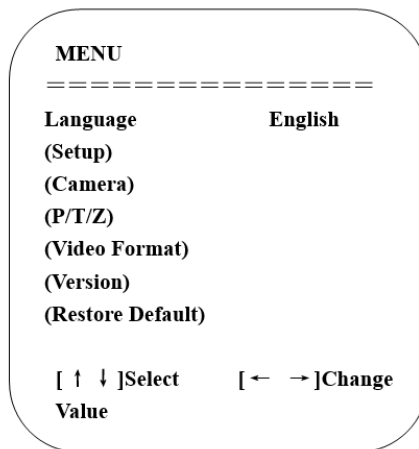 MENU
===============
Language English
(Setup)
(Camera)
(P/T/Z)
(Video Format)
(Version)
(Restore Default)
[ ↑ ↓ ]Select [ ← → ]Change
Value